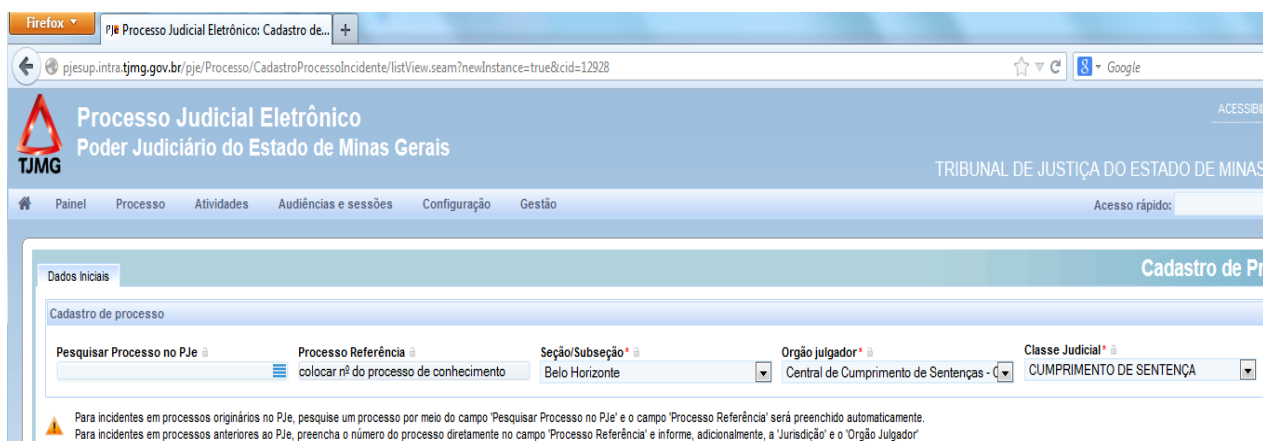 Firefox
PJe Processo Judicial Eletrônico: Cadastro de... +
pjesup.intra.tjmg.gov.br/pje/Processo/CadastroProcessoIncidente/listView.seam?newInstance=true&cid=12928
Google
Processo Judicial Eletrônico
Poder Judiciário do Estado de Minas Gerais
TJMG
ACESSIBI
TRIBUNAL DE JUSTIÇA DO ESTADO DE MINAS
Painel Processo Atividades Audiências e sessões Configuração Gestão Acesso rápido:
Dados Iniciais
Cadastro de Pr
Cadastro de processo
Pesquisar Processo no PJe Processo Referência Seção/Subseção* Orgão julgador* Classe Judicial*
colocar nº do processo de conhecimento Belo Horizonte Central de Cumprimento de Sentenças - C CUMPRIMENTO DE SENTENÇA
Para incidentes em processos originários no PJe, pesquise um processo por meio do campo 'Pesquisar Processo no PJe' e o campo 'Processo Referência' será preenchido automaticamente.
Para incidentes em processos anteriores ao PJe, preencha o número do processo diretamente no campo 'Processo Referência' e informe, adicionalmente, a 'Jurisdição' e o 'Orgão Julgador'